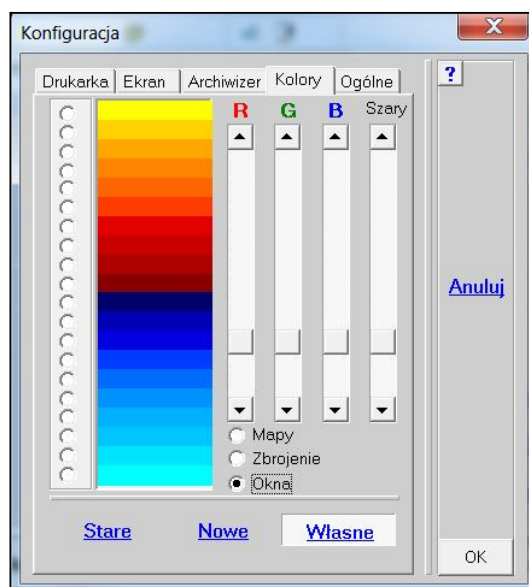 Konfiguracja
Drukarka Ekran Archiwizer Kolory Ogólne
?
R G B Szary
Anuluj
Mapy
Zbrojenie
Okna
Stare Nowe Własne
OK